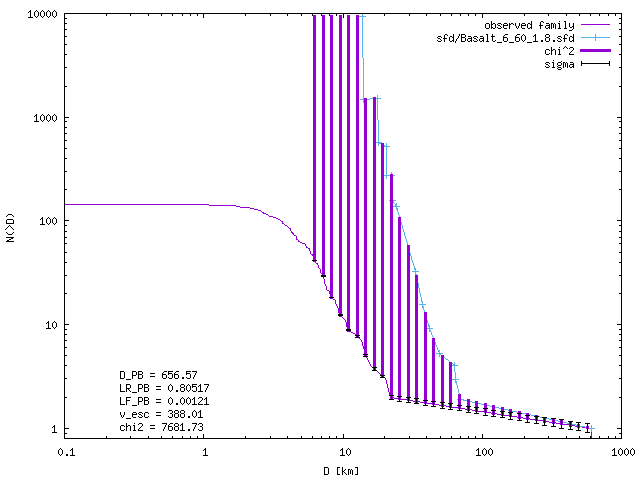 10000
1000
100
10
1
N(>D)
observed family
sfd/Basalt_6_60_1.8.sfd
chi^2
sigma
D_PB = 656.57
LR_PB = 0.80517
LF_PB = 0.00121
v_esc = 388.01
chi2 = 7681.73
0.1 1 10 100 1000
D [km]